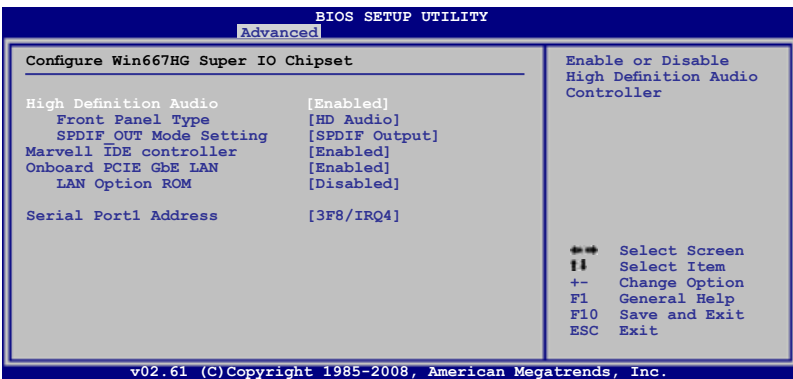 BIOS SETUP UTILITY
Advanced
Configure Win667HG Super IO Chipset
High Definition Audio [Enabled]
Front Panel Type [HD Audio]
SPDIF_OUT Mode Setting [SPDIF Output]
Marvell IDE controller [Enabled]
Onboard PCIE GbE LAN [Enabled]
LAN Option ROM [Disabled]
Serial Port1 Address [3F8/IRQ4]
Enable or Disable
High Definition Audio
Controller
←→ Select Screen
↑↓ Select Item
+- Change Option
F1 General Help
F10 Save and Exit
ESC Exit
v02.61 (C)Copyright 1985-2008, American Megatrends, Inc.